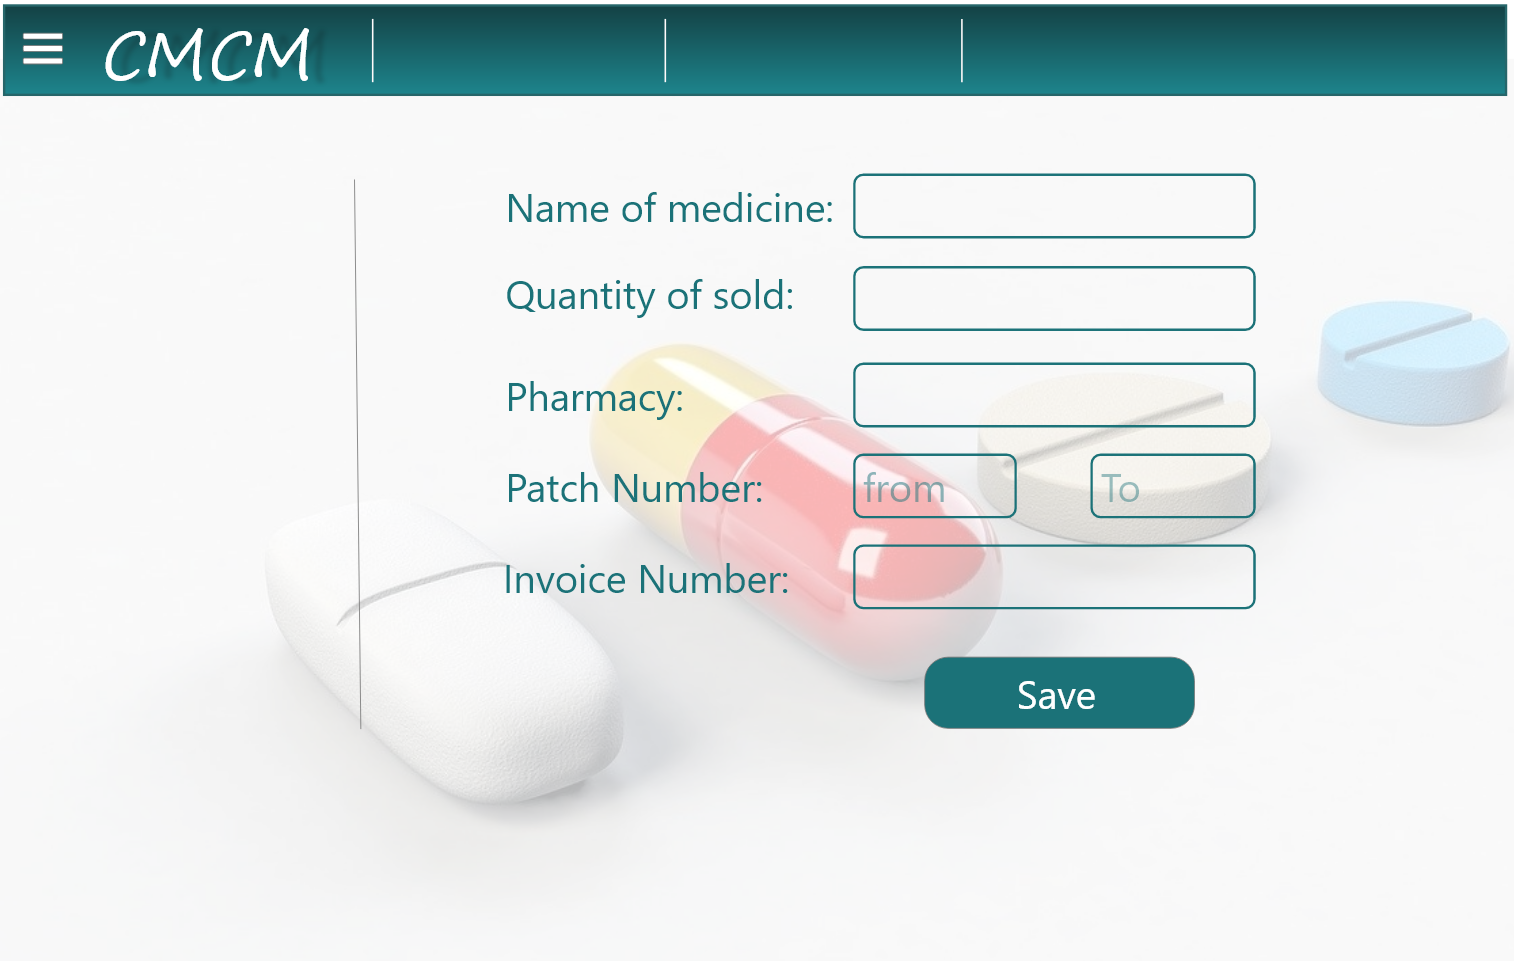 CMCM
Name of medicine:
Quantity of sold:
Pharmacy:
Patch Number: from To
Invoice Number:
Save